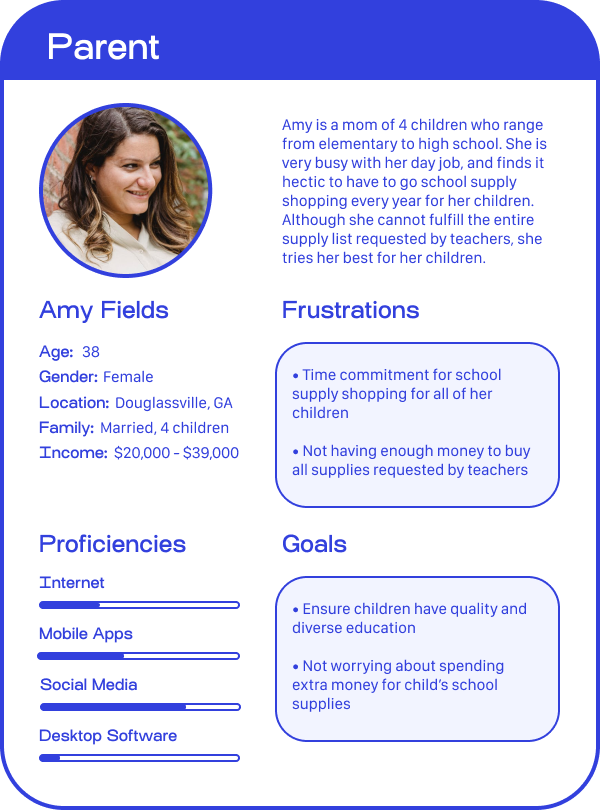 Parent
Amy is a mom of 4 children who range
from elementary to high school. She is
very busy with her day job, and finds it
hectic to have to go school supply
shopping every year for her children.
Although she cannot fulfill the entire
supply list requested by teachers, she
tries her best for her children.
Amy Fields
Age: 38
Gender: Female
Location: Douglassville, GA
Family: Married, 4 children
Income: $20,000 - $39,000
Frustrations
• Time commitment for school
supply shopping for all of her
children
• Not having enough money to buy
all supplies requested by teachers
Proficiencies
Internet
Mobile Apps
Social Media
Desktop Software
Goals
• Ensure children have quality and
diverse education
• Not worrying about spending
extra money for child's school
supplies